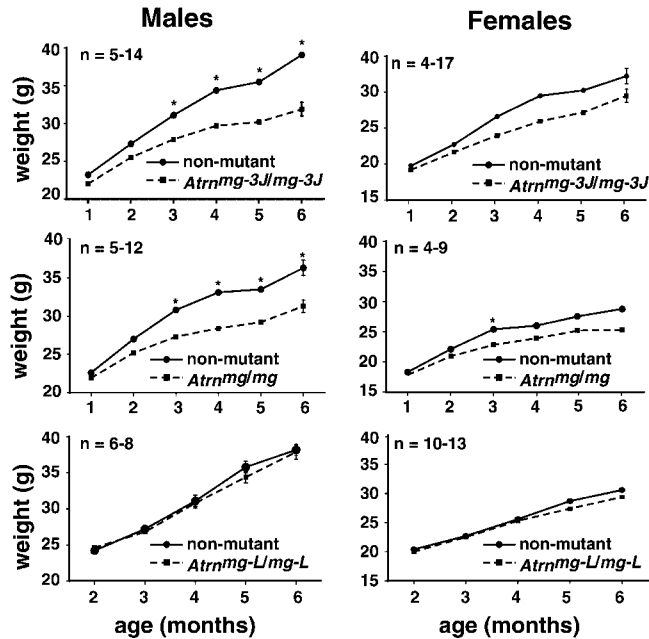 Males
Females
weight (g)
n = 5-14
40
35
30
25
20
* * * *
non-mutant
Atrnmg-3J/mg-3J
1 2 3 4 5 6
n = 4-17
40
30
25
20
15
non-mutant
Atrnmg-3J/mg-3J
1 2 3 4 5 6
weight (g)
n = 5-12
40
35
30
25
20
* * * *
non-mutant
Atrnmg/mg
1 2 3 4 5 6
n = 4-9
40
35
30
25
20
15
*
non-mutant
Atrnmg/mg
1 2 3 4 5 6
weight (g)
n = 6-8
40
35
30
25
20
15
non-mutant
Atrnmg-L/mg-L
2 3 4 5 6
age (months)
n = 10-13
40
35
30
25
20
15
non-mutant
Atrnmg-L/mg-L
2 3 4 5 6
age (months)